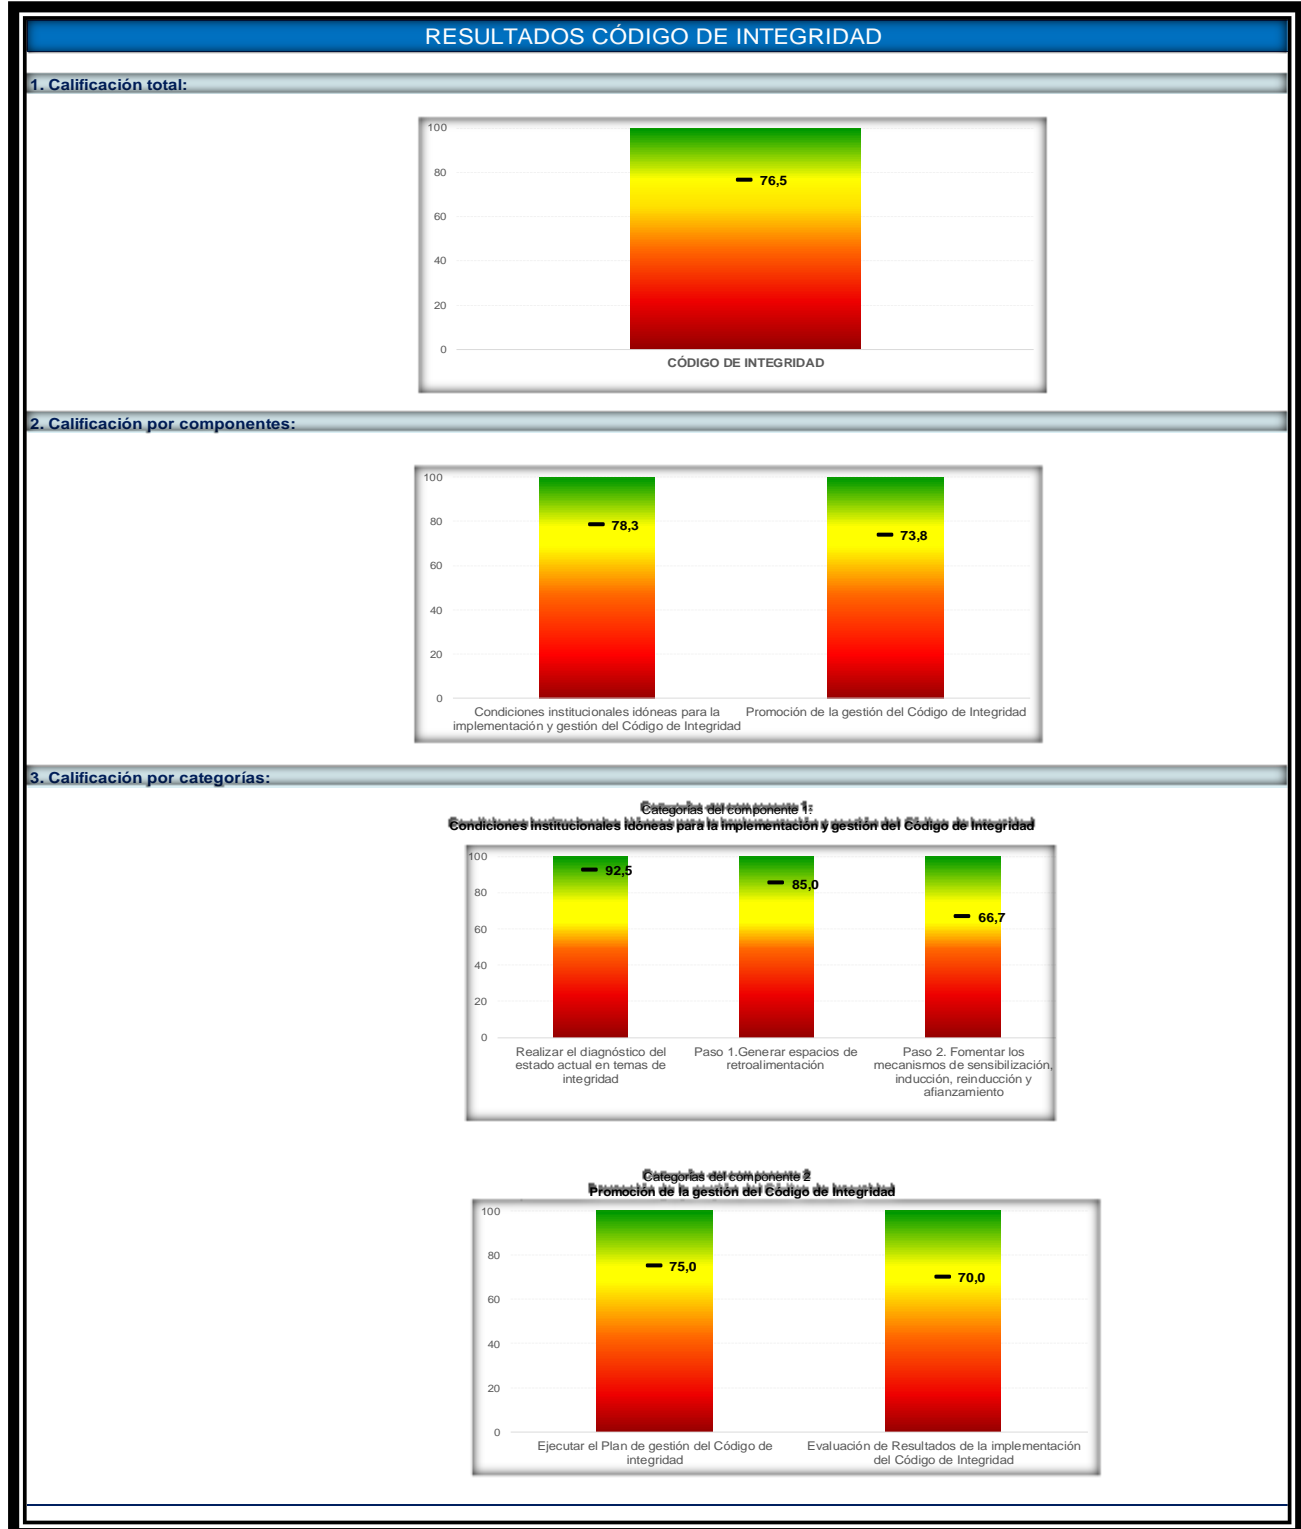 RESULTADOS CÓDIGO DE INTEGRIDAD
1. Calificación total:
100
80
60
40
20
0
76,5
CÓDIGO DE INTEGRIDAD
2. Calificación por componentes:
100
80
60
40
20
0
78,3
73,8
Condiciones institucionales idóneas para la
implementación y gestión del Código de Integridad
Promoción de la gestión del Código de Integridad
3. Calificación por categorías:
Categorías del componente 1:
Condiciones institucionales idóneas para la implementación y gestión del Código de Integridad
100
80
60
40
20
0
92,5
85,0
66,7
Realizar el diagnóstico del
estado actual en temas de
integridad
Paso 1.Generar espacios de
retroalimentación
Paso 2. Fomentar los
mecanismos de sensibilización,
inducción, reinducción y
afianzamiento
Categorías del componente 2
Promoción de la gestión del Código de Integridad
100
80
60
40
20
0
75,0
70,0
Ejecutar el Plan de gestión del Código de
integridad
Evaluación de Resultados de la implementación
del Código de Integridad